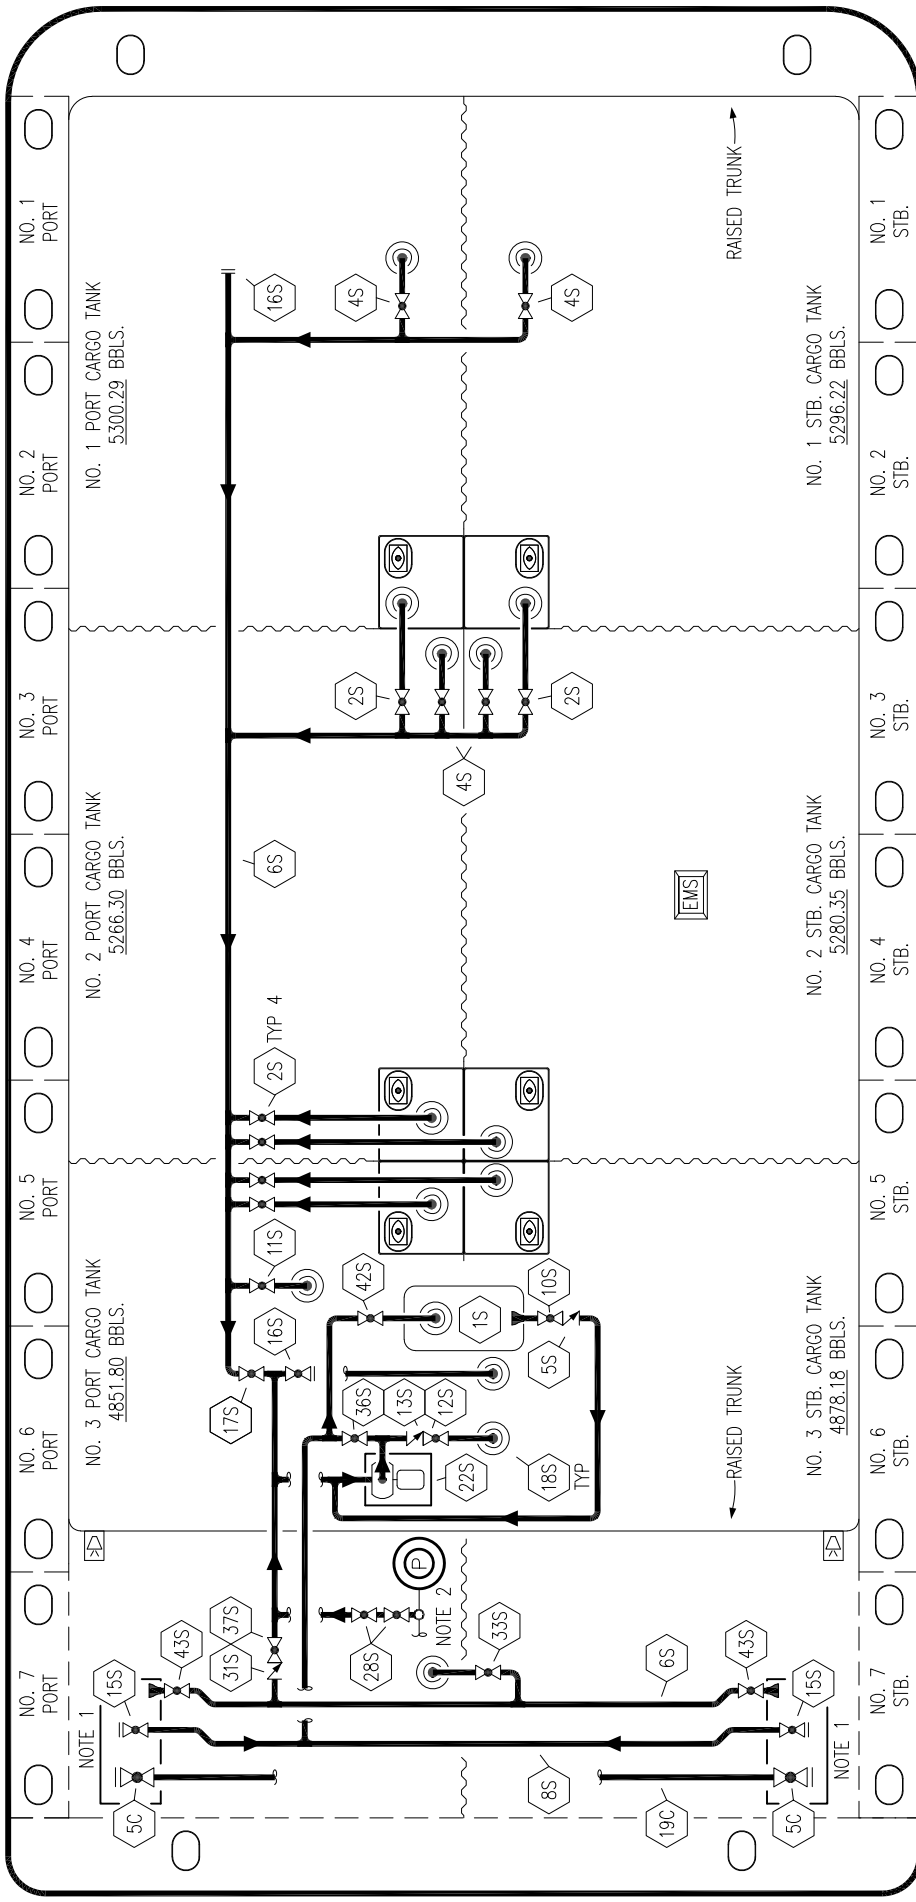 NO. 1
PORT
NO. 2
PORT
NO. 3
PORT
NO. 4
PORT
NO. 5
PORT
NO. 6
PORT
NO. 7
PORT
NO. 1 PORT CARGO TANK
5300.29 BBLS.
NO. 2 PORT CARGO TANK
5266.30 BBLS.
NO. 3 PORT CARGO TANK
4851.80 BBLS.
16S
4S
4S
RAISED TRUNK
2S
2S
4S
6S
2S
TYP 4
EMS
11S
16S
17S
42S
1S
10S
5S
36S
13S
12S
22S
18S
TYP
RAISED TRUNK
P
NOTE 2
37S
31S
28S
33S
43S
15S
NOTE 1
5C
6S
8S
19C
43S
15S
NOTE 1
5C
NO. 1 STB. CARGO TANK
5296.22 BBLS.
NO. 2 STB. CARGO TANK
5280.35 BBLS.
NO. 3 STB. CARGO TANK
4878.18 BBLS.
NO. 1
STB.
NO. 2
STB.
NO. 3
STB.
NO. 4
STB.
NO. 5
STB.
NO. 6
STB.
NO. 7
STB.